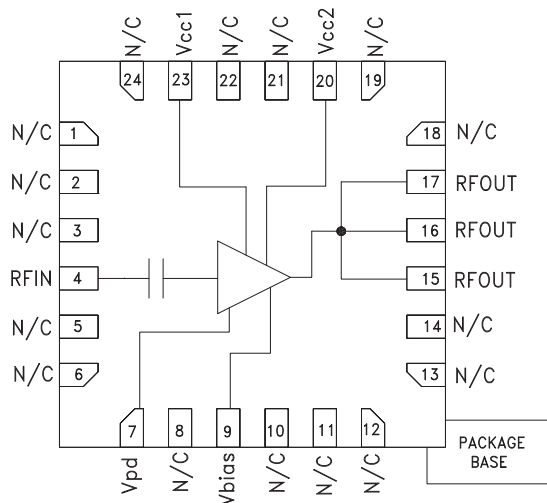 N/C
Vcc1
N/C
N/C
Vcc2
N/C
24
23
22
21
20
19
N/C
1
18
N/C
N/C
2
17
RFOUT
N/C
3
16
RFOUT
RFIN
4
15
RFOUT
N/C
5
14
N/C
N/C
6
13
N/C
7
8
9
10
11
12
Vpd
N/C
Vbias
N/C
N/C
N/C
PACKAGE
BASE